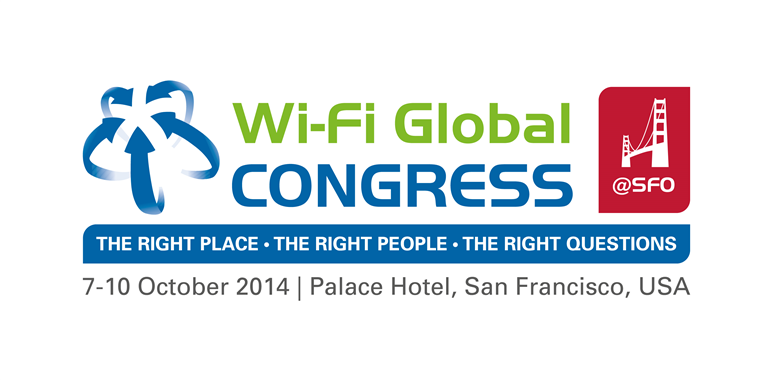 Wi-Fi Global
CONGRESS
@SFO
THE RIGHT PLACE • THE RIGHT PEOPLE • THE RIGHT QUESTIONS
7-10 October 2014 | Palace Hotel, San Francisco, USA